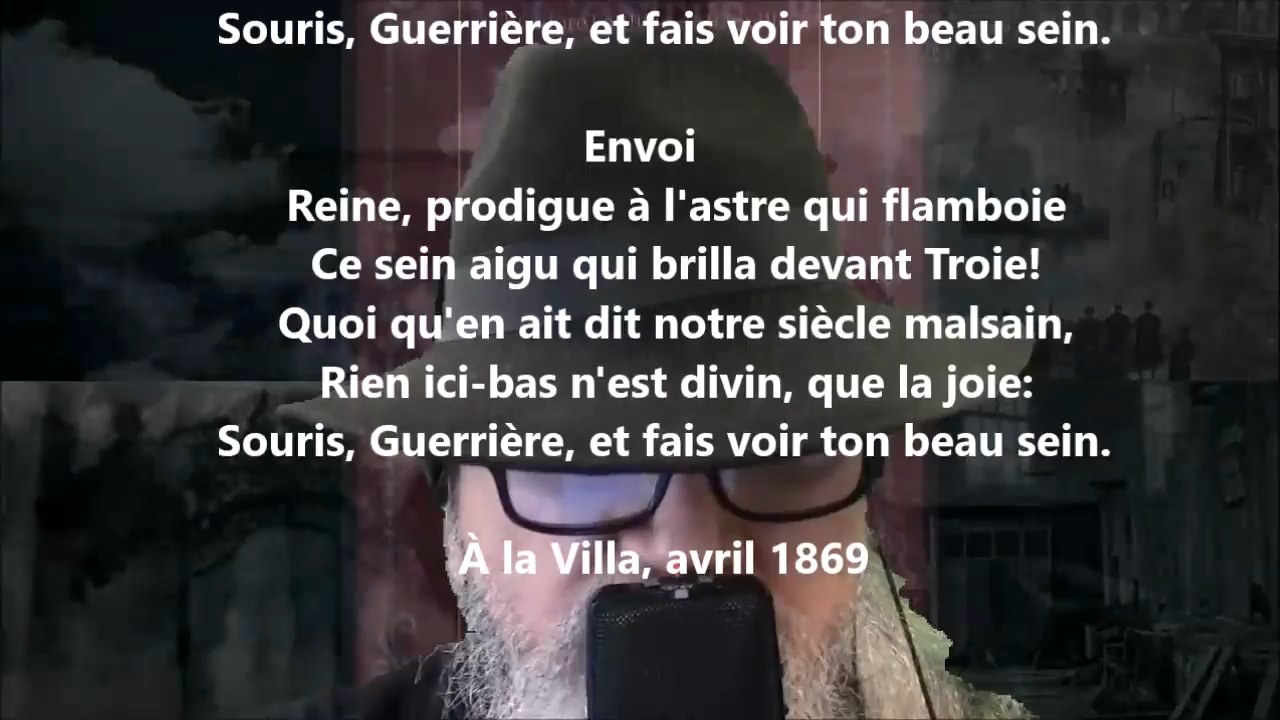 Souris, Guerrière, et fais voir ton beau sein.
Envoi
Reine, prodigue à l'astre qui flamboie
Ce sein aigu qui brilla devant Troie!
Quoi qu'en ait dit notre siècle malsain,
Rien ici-bas n'est divin, que la joie:
Souris, Guerrière, et fais voir ton beau sein.
À la Villa, avril 1869